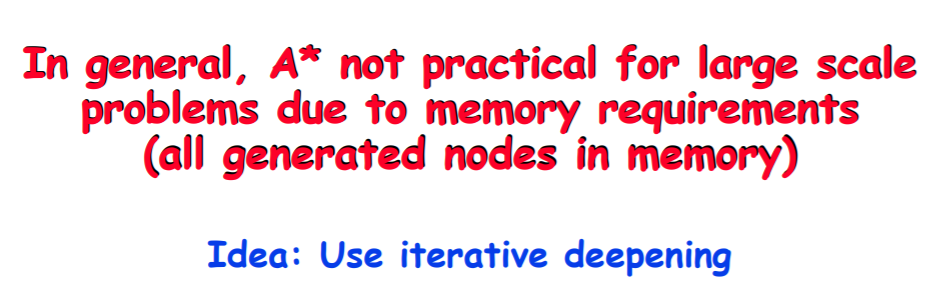 In general, A* not practical for large scale
problems due to memory requirements
(all generated nodes in memory)
Idea: Use iterative deepening